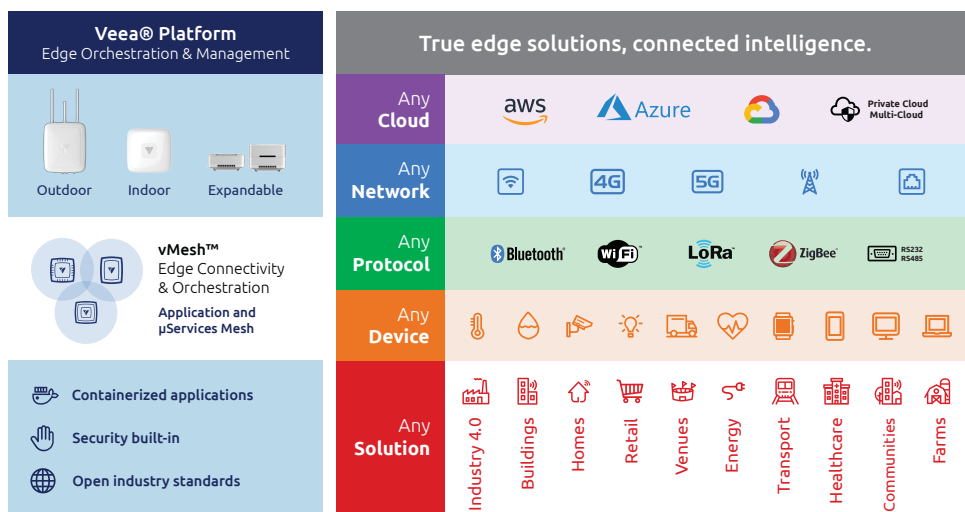 Veea® Platform
Edge Orchestration & Management
Outdoor
Indoor
Expandable
vMesh™
Edge Connectivity
& Orchestration
Application and
µServices Mesh
Containerized applications
Security built-in
Open industry standards
True edge solutions, connected intelligence.
Any
Cloud
aws
Azure
Private Cloud
Multi-Cloud
Any
Network
4G
5G
Any
Protocol
Bluetooth®
Wi Fi™
LoRa™
ZigBee®
RS232
RS485
Any
Device
Any
Solution
Industry 4.0
Buildings
Homes
Retail
Venues
Energy
Transport
Healthcare
Communities
Farms